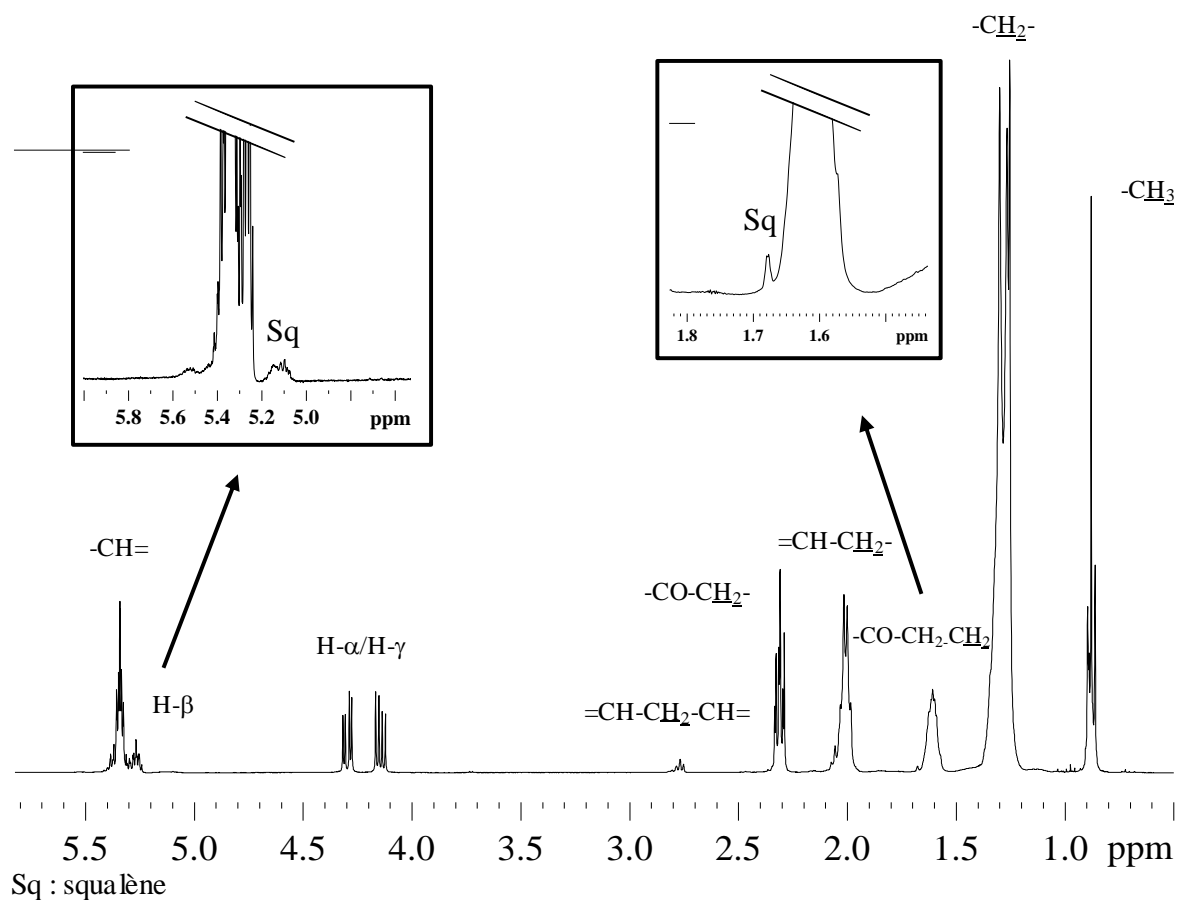 -CH₂-
-CH₃
Sq
5.8 5.6 5.4 5.2 5.0 ppm
Sq
1.8 1.7 1.6 ppm
-CH=
H-β
H-α/H-γ
=CH-CH₂-CH=
-CO-CH₂-
=CH-CH₂-
-CO-CH₂-CH₂
5.5 5.0 4.5 4.0 3.5 3.0 2.5 2.0 1.5 1.0 ppm
Sq : squalène